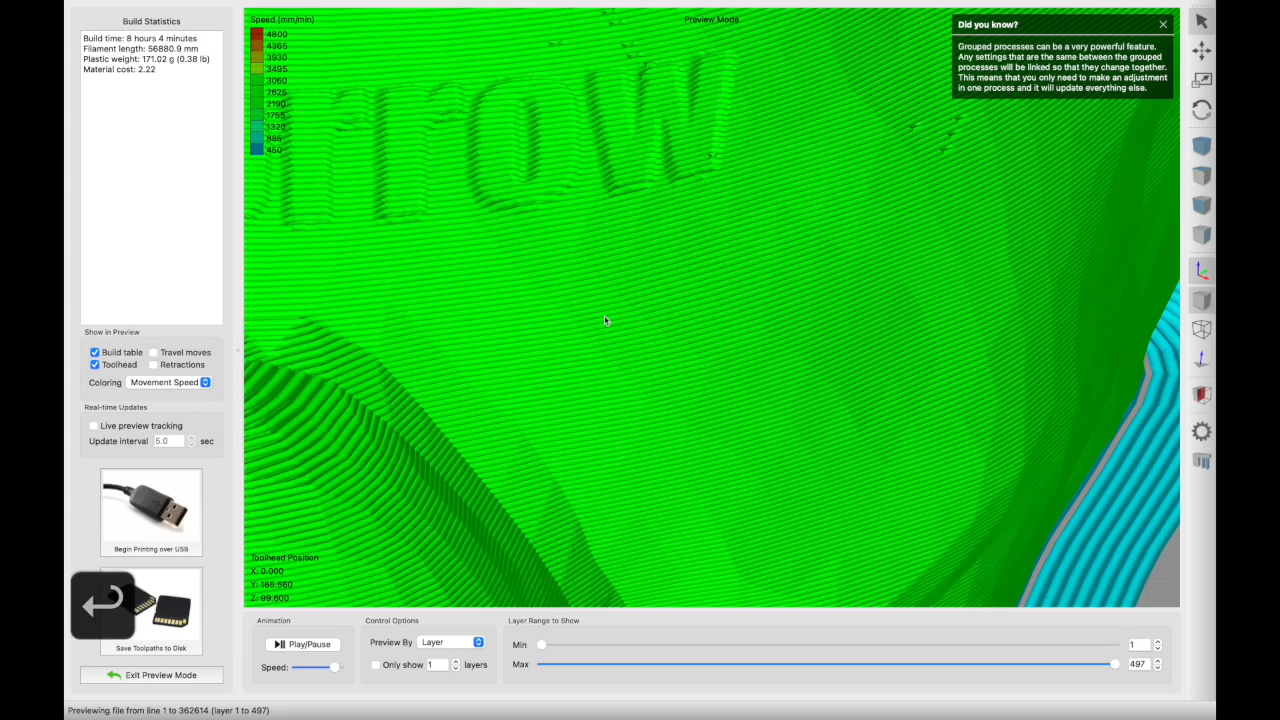 Build Statistics
Build time: 8 hours 4 minutes
Filament length: 56880.9 mm
Plastic weight: 171.02 g (0.38 lb)
Material cost: 2.22
Show in Preview
Build table
Travel moves
Toolhead
Retractions
Coloring
Movement Speed
Real-time Updates
Live preview tracking
Update interval 5.0 sec
Begin Printing over USB
Save Toolpaths to Disk
Exit Preview Mode
Speed (mm/min)
4800
4365
3930
3495
3060
2625
2190
1755
1320
885
450
Preview Mode
Did you know?
Grouped processes can be a very powerful feature.
Any settings that are the same between the grouped
processes will be linked so that they change together.
This means that you only need to make an adjustment
in one process and it will update everything else.
Toolhead Position
X: 0.000
Y: 165.560
Z: 99.600
Animation
Play/Pause
Speed:
Control Options
Preview By Layer
Only show 1 layers
Layer Range to Show
Min 1
Max 497
Previewing file from line 1 to 362614 (layer 1 to 497)